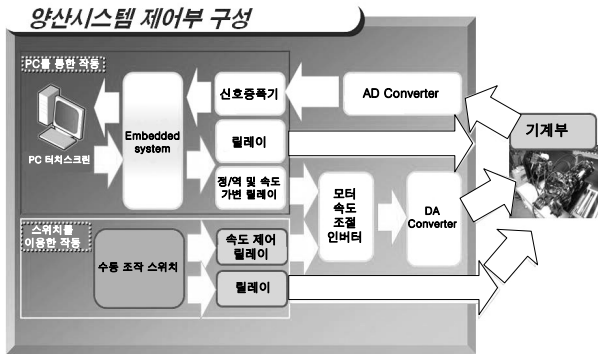 양산시스템 제어부 구성
PC를 통한 작동
신호증폭기
AD Converter
Embedded
system
릴레이
기계부
PC 터치스크린
정/역 및 속도
가변 릴레이
모터
속도
조절
인버터
DA
Converter
스위치를
이용한 작동
수동 조작 스위치
속도 제어
릴레이
릴레이